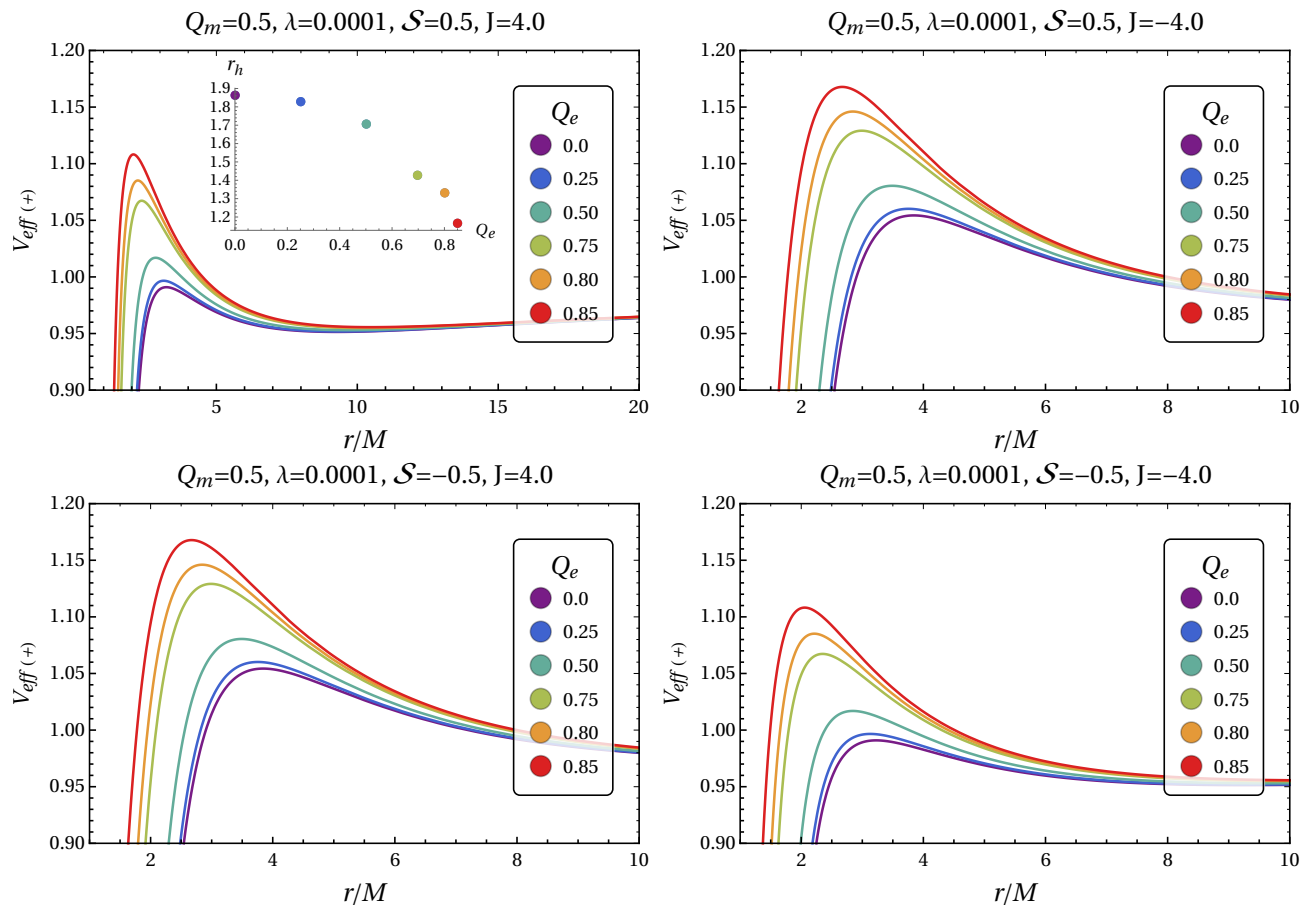 Q_m=0.5, λ=0.0001, 𝒮=0.5, J=4.0
V_eff (+)
1.20
1.15
1.10
1.05
1.00
0.95
0.90
r_h
1.9
1.8
1.7
1.6
1.5
1.4
1.3
1.2
0.0 0.2 0.4 0.6 0.8 Q_e
Q_e
0.0
0.25
0.50
0.75
0.80
0.85
5 10 15 20
r/M
Q_m=0.5, λ=0.0001, 𝒮=0.5, J=−4.0
V_eff (+)
1.20
1.15
1.10
1.05
1.00
0.95
0.90
Q_e
0.0
0.25
0.50
0.75
0.80
0.85
2 4 6 8 10
r/M
Q_m=0.5, λ=0.0001, 𝒮=−0.5, J=4.0
V_eff (+)
1.20
1.15
1.10
1.05
1.00
0.95
0.90
Q_e
0.0
0.25
0.50
0.75
0.80
0.85
2 4 6 8 10
r/M
Q_m=0.5, λ=0.0001, 𝒮=−0.5, J=−4.0
V_eff (+)
1.20
1.15
1.10
1.05
1.00
0.95
0.90
Q_e
0.0
0.25
0.50
0.75
0.80
0.85
2 4 6 8 10
r/M